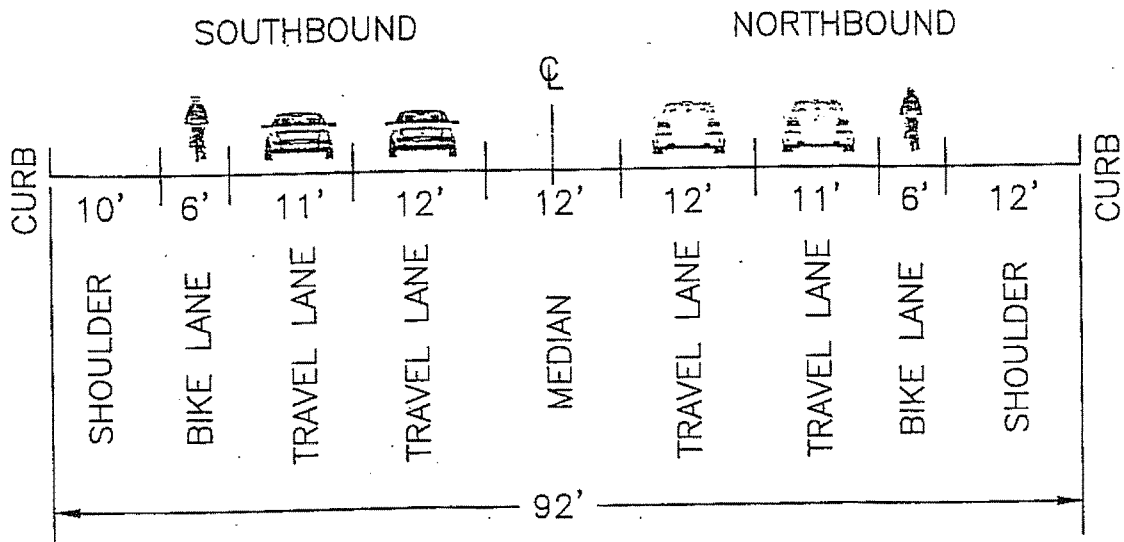 SOUTHBOUND NORTHBOUND
℄
CURB 10' 6' 11' 12' 12' 12' 11' 6' 12' CURB
SHOULDER
BIKE LANE
TRAVEL LANE
TRAVEL LANE
MEDIAN
TRAVEL LANE
TRAVEL LANE
BIKE LANE
SHOULDER
92'